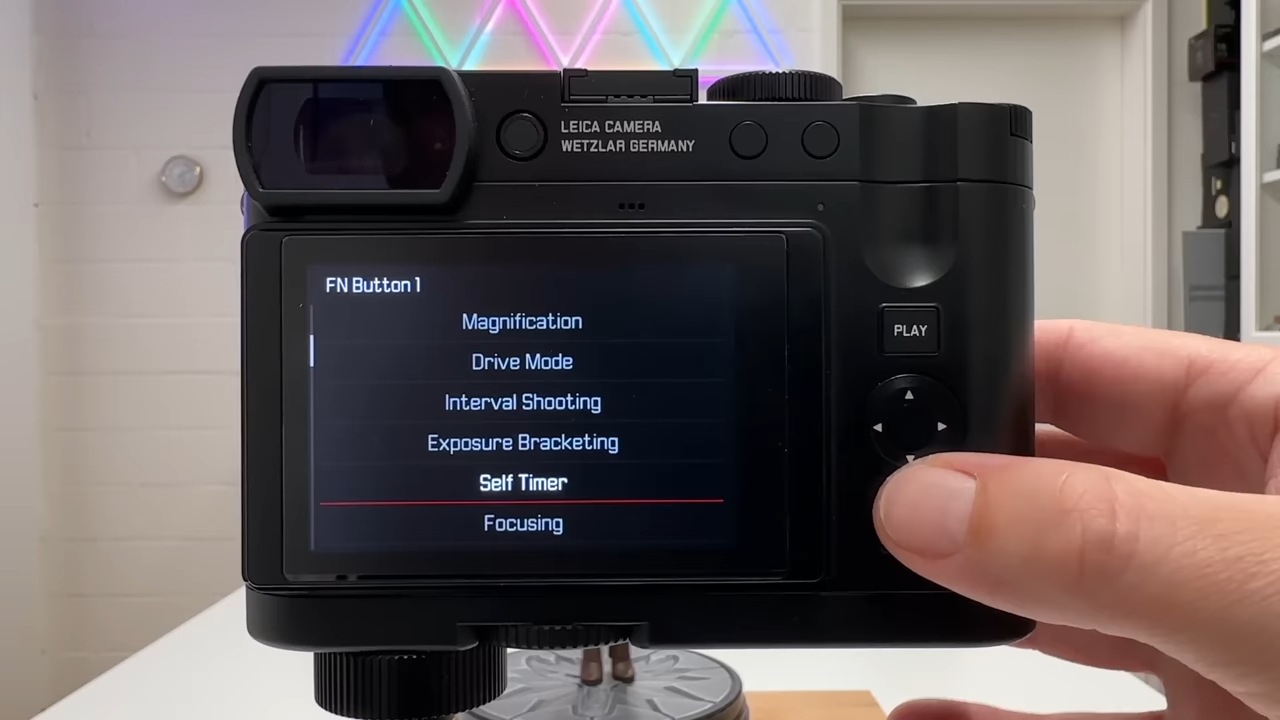 LEICA CAMERA
WETZLAR GERMANY
FN Button 1
Magnification
Drive Mode
Interval Shooting
Exposure Bracketing
Self Timer
Focusing
PLAY